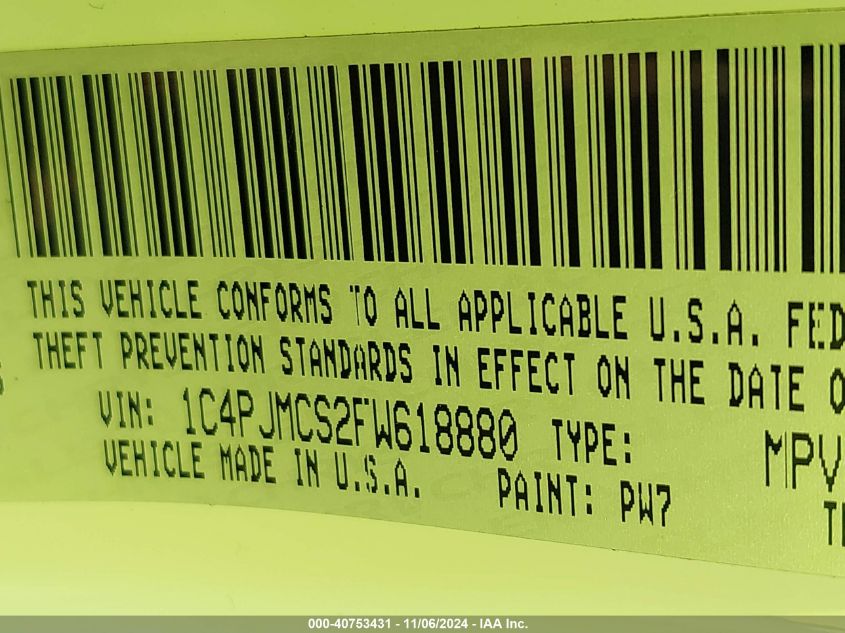 THIS VEHICLE CONFORMS TO ALL APPLICABLE U.S.A. FED
THEFT PREVENTION STANDARDS IN EFFECT ON THE DATE O
VIN: 1C4PJMCS2FW618880 TYPE: MPV
VEHICLE MADE IN U.S.A. PAINT: PW7
000-40753431 - 11/06/2024 - IAA Inc.